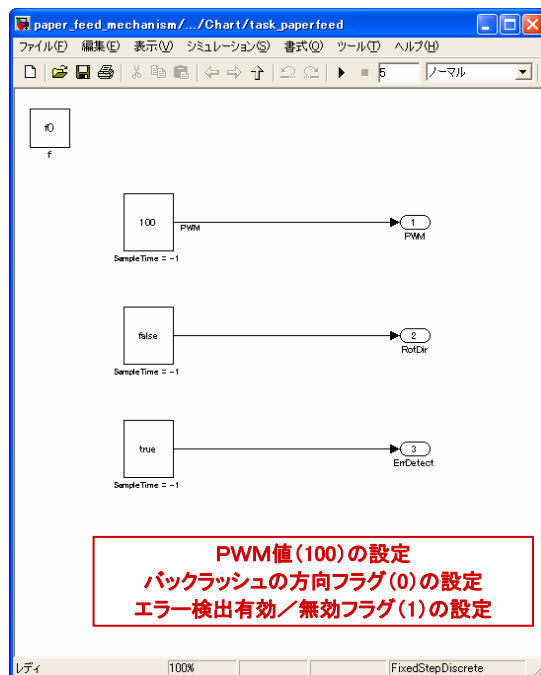 paper_feed_mechanism/.../Chart/task_paperfeed
ファイル(F) 編集(E) 表示(V) シミュレーション(S) 書式(O) ツール(T) ヘルプ(H)
5 ノーマル
f()
f
100
PWM
1
PWM
SampleTime = -1
false
2
RotDir
SampleTime = -1
true
3
ErrDetect
SampleTime = -1
PWM値(100)の設定
バックラッシュの方向フラグ(0)の設定
エラー検出有効／無効フラグ(1)の設定
レディ 100% FixedStepDiscrete